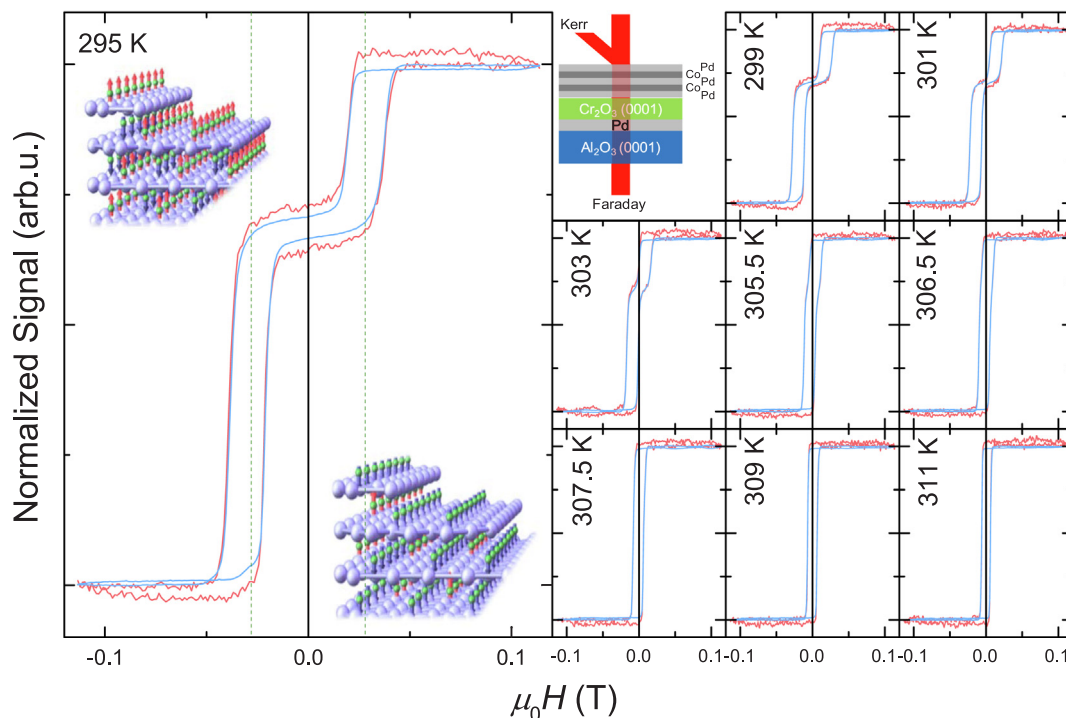 295 K
Normalized Signal (arb.u.)
-0.1
0.0
0.1
μ₀H (T)
Kerr
Pd
Co
Pd
Co
Pd
Cr₂O₃ (0001)
Pd
Al₂O₃ (0001)
Faraday
299 K
301 K
303 K
305.5 K
306.5 K
307.5 K
309 K
311 K
-0.1
0.0
0.1
-0.1
0.0
0.1
-0.1
0.0
0.1